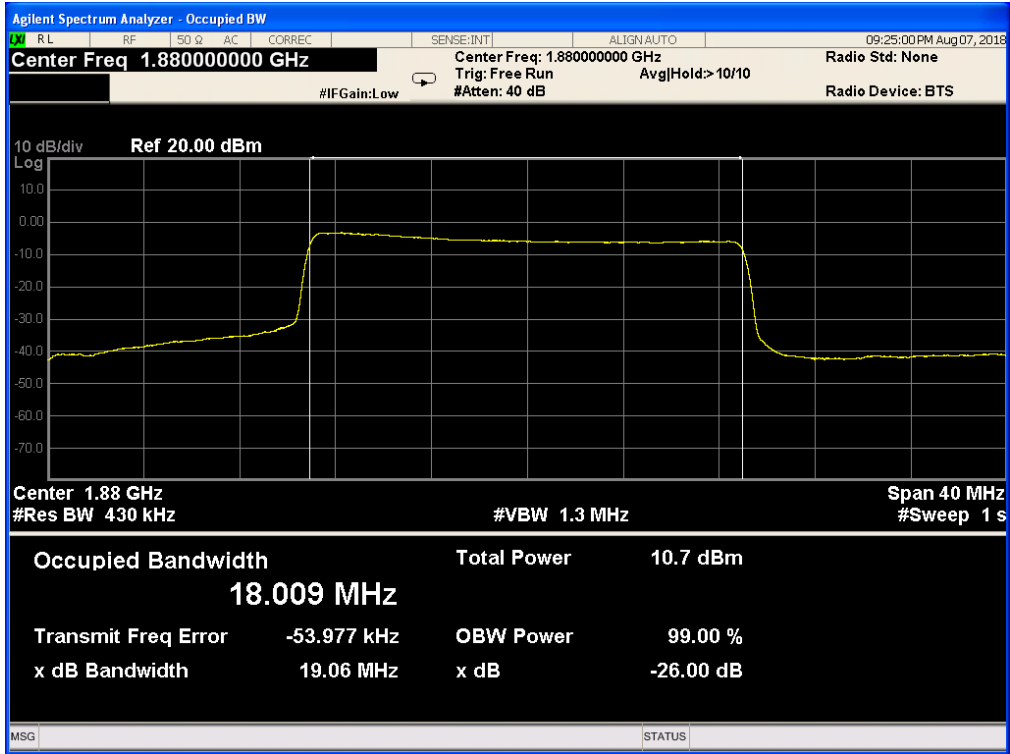 Agilent Spectrum Analyzer - Occupied BW
LXI RL RF 50 Ω AC CORREC SENSE:INT ALIGN AUTO 09:25:00 PM Aug 07, 2018
Center Freq 1.880000000 GHz Center Freq: 1.880000000 GHz Radio Std: None
Trig: Free Run Avg|Hold:>10/10
#IFGain:Low #Atten: 40 dB Radio Device: BTS
10 dB/div Ref 20.00 dBm
Log
10.0
0.00
-10.0
-20.0
-30.0
-40.0
-50.0
-60.0
-70.0
Center 1.88 GHz Span 40 MHz
#Res BW 430 kHz #VBW 1.3 MHz #Sweep 1 s
Occupied Bandwidth Total Power 10.7 dBm
18.009 MHz
Transmit Freq Error -53.977 kHz OBW Power 99.00 %
x dB Bandwidth 19.06 MHz x dB -26.00 dB
MSG STATUS